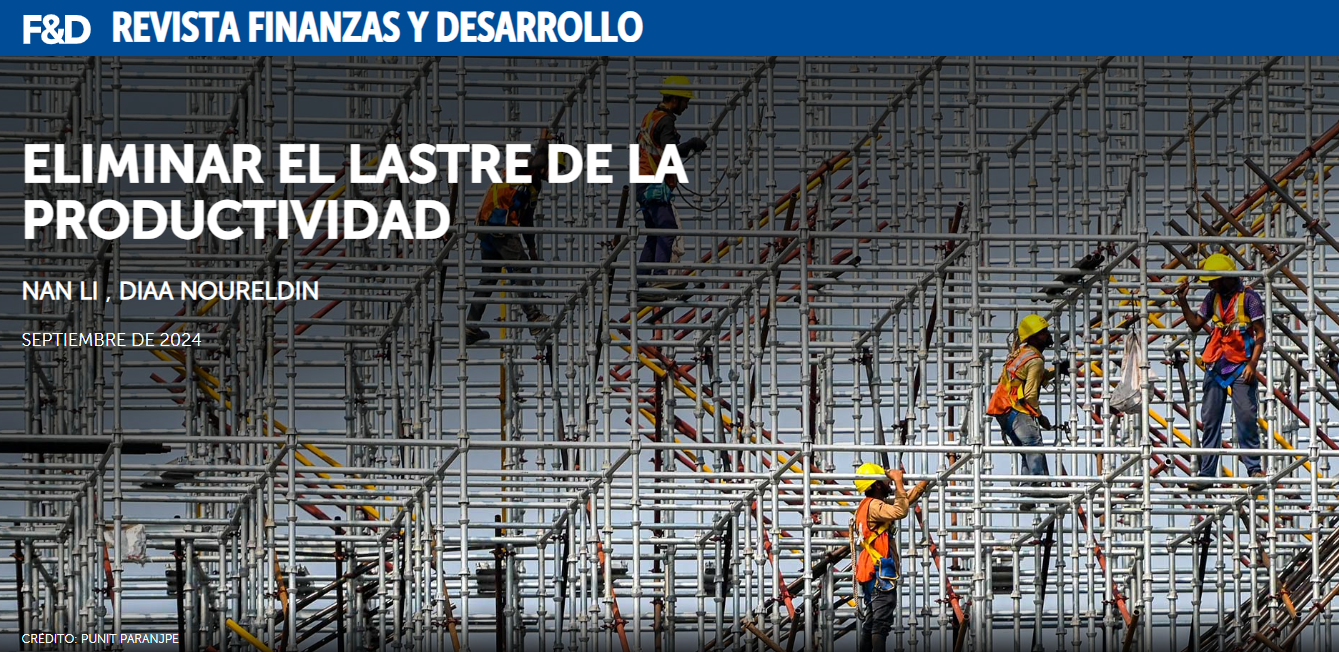 F&D REVISTA FINANZAS Y DESARROLLO
ELIMINAR EL LASTRE DE LA
PRODUCTIVIDAD
NAN LI , DIAA NOURELDIN
SEPTIEMBRE DE 2024
CRÉDITO: PUNIT PARANJPE